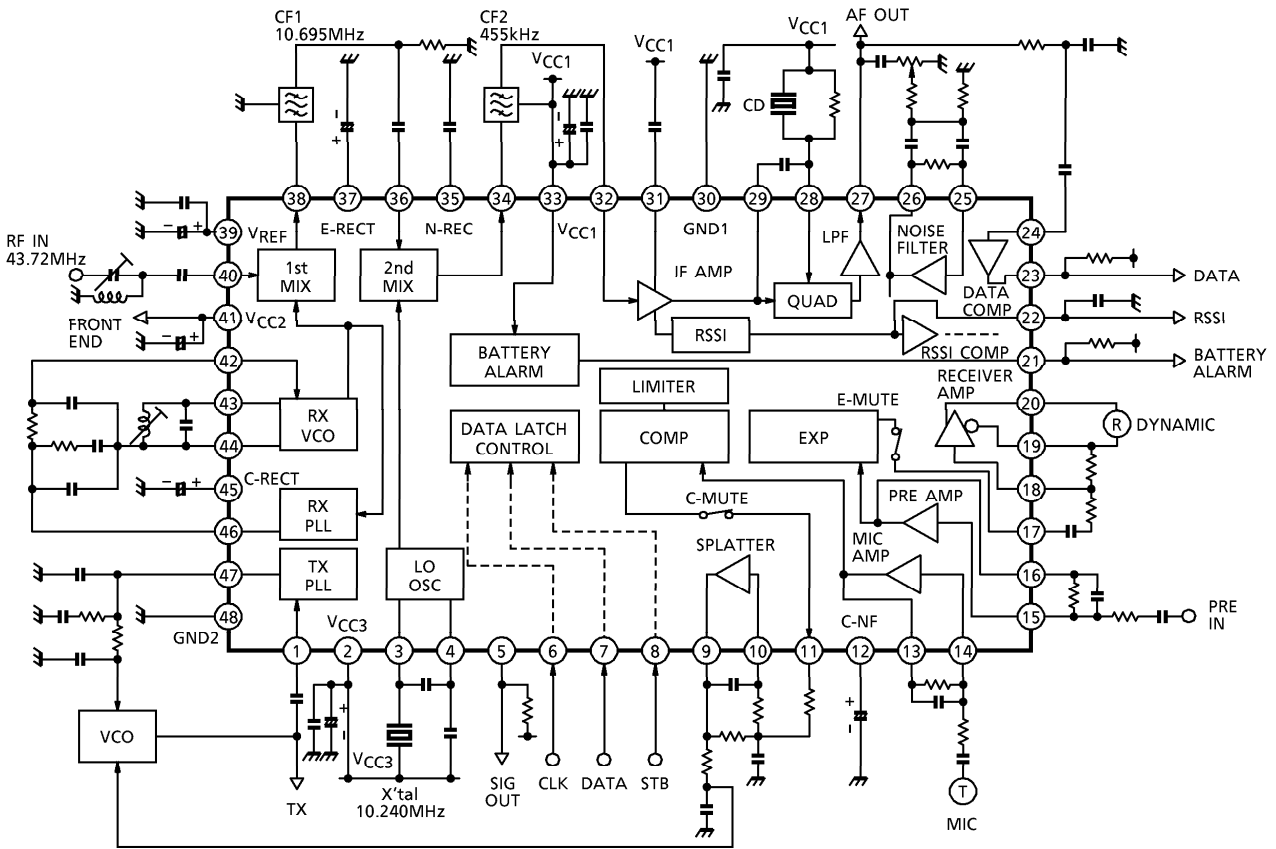 CF1
10.695MHz
CF2
455kHz
VCC1
VCC1
VCC1
AF OUT
CD
38
37
36
35
34
33
32
31
30
29
28
27
26
25
E-RECT
N-REC
VCC1
GND1
LPF
NOISE
FILTER
39
VREF
24
RF IN
43.72MHz
40
1st
MIX
2nd
MIX
IF AMP
QUAD
DATA
COMP
23
DATA
FRONT
END
41
VCC2
RSSI
RSSI COMP
22
RSSI
42
BATTERY
ALARM
21
BATTERY
ALARM
LIMITER
RECEIVER
AMP
43
RX
VCO
DATA LATCH
CONTROL
COMP
EXP
E-MUTE
20
R
DYNAMIC
44
19
45
C-RECT
18
RX
PLL
C-MUTE
PRE AMP
46
17
MIC
AMP
SPLATTER
47
TX
PLL
LO
OSC
16
48
GND2
VCC3
C-NF
15
PRE
IN
1
2
3
4
5
6
7
8
9
10
11
12
13
14
+
-
VCO
VCC3
X'tal
10.240MHz
TX
SIG
OUT
CLK
DATA
STB
T
MIC